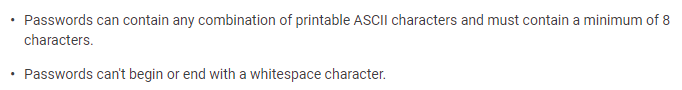 • Passwords can contain any combination of printable ASCII characters and must contain a minimum of 8
characters.
• Passwords can't begin or end with a whitespace character.